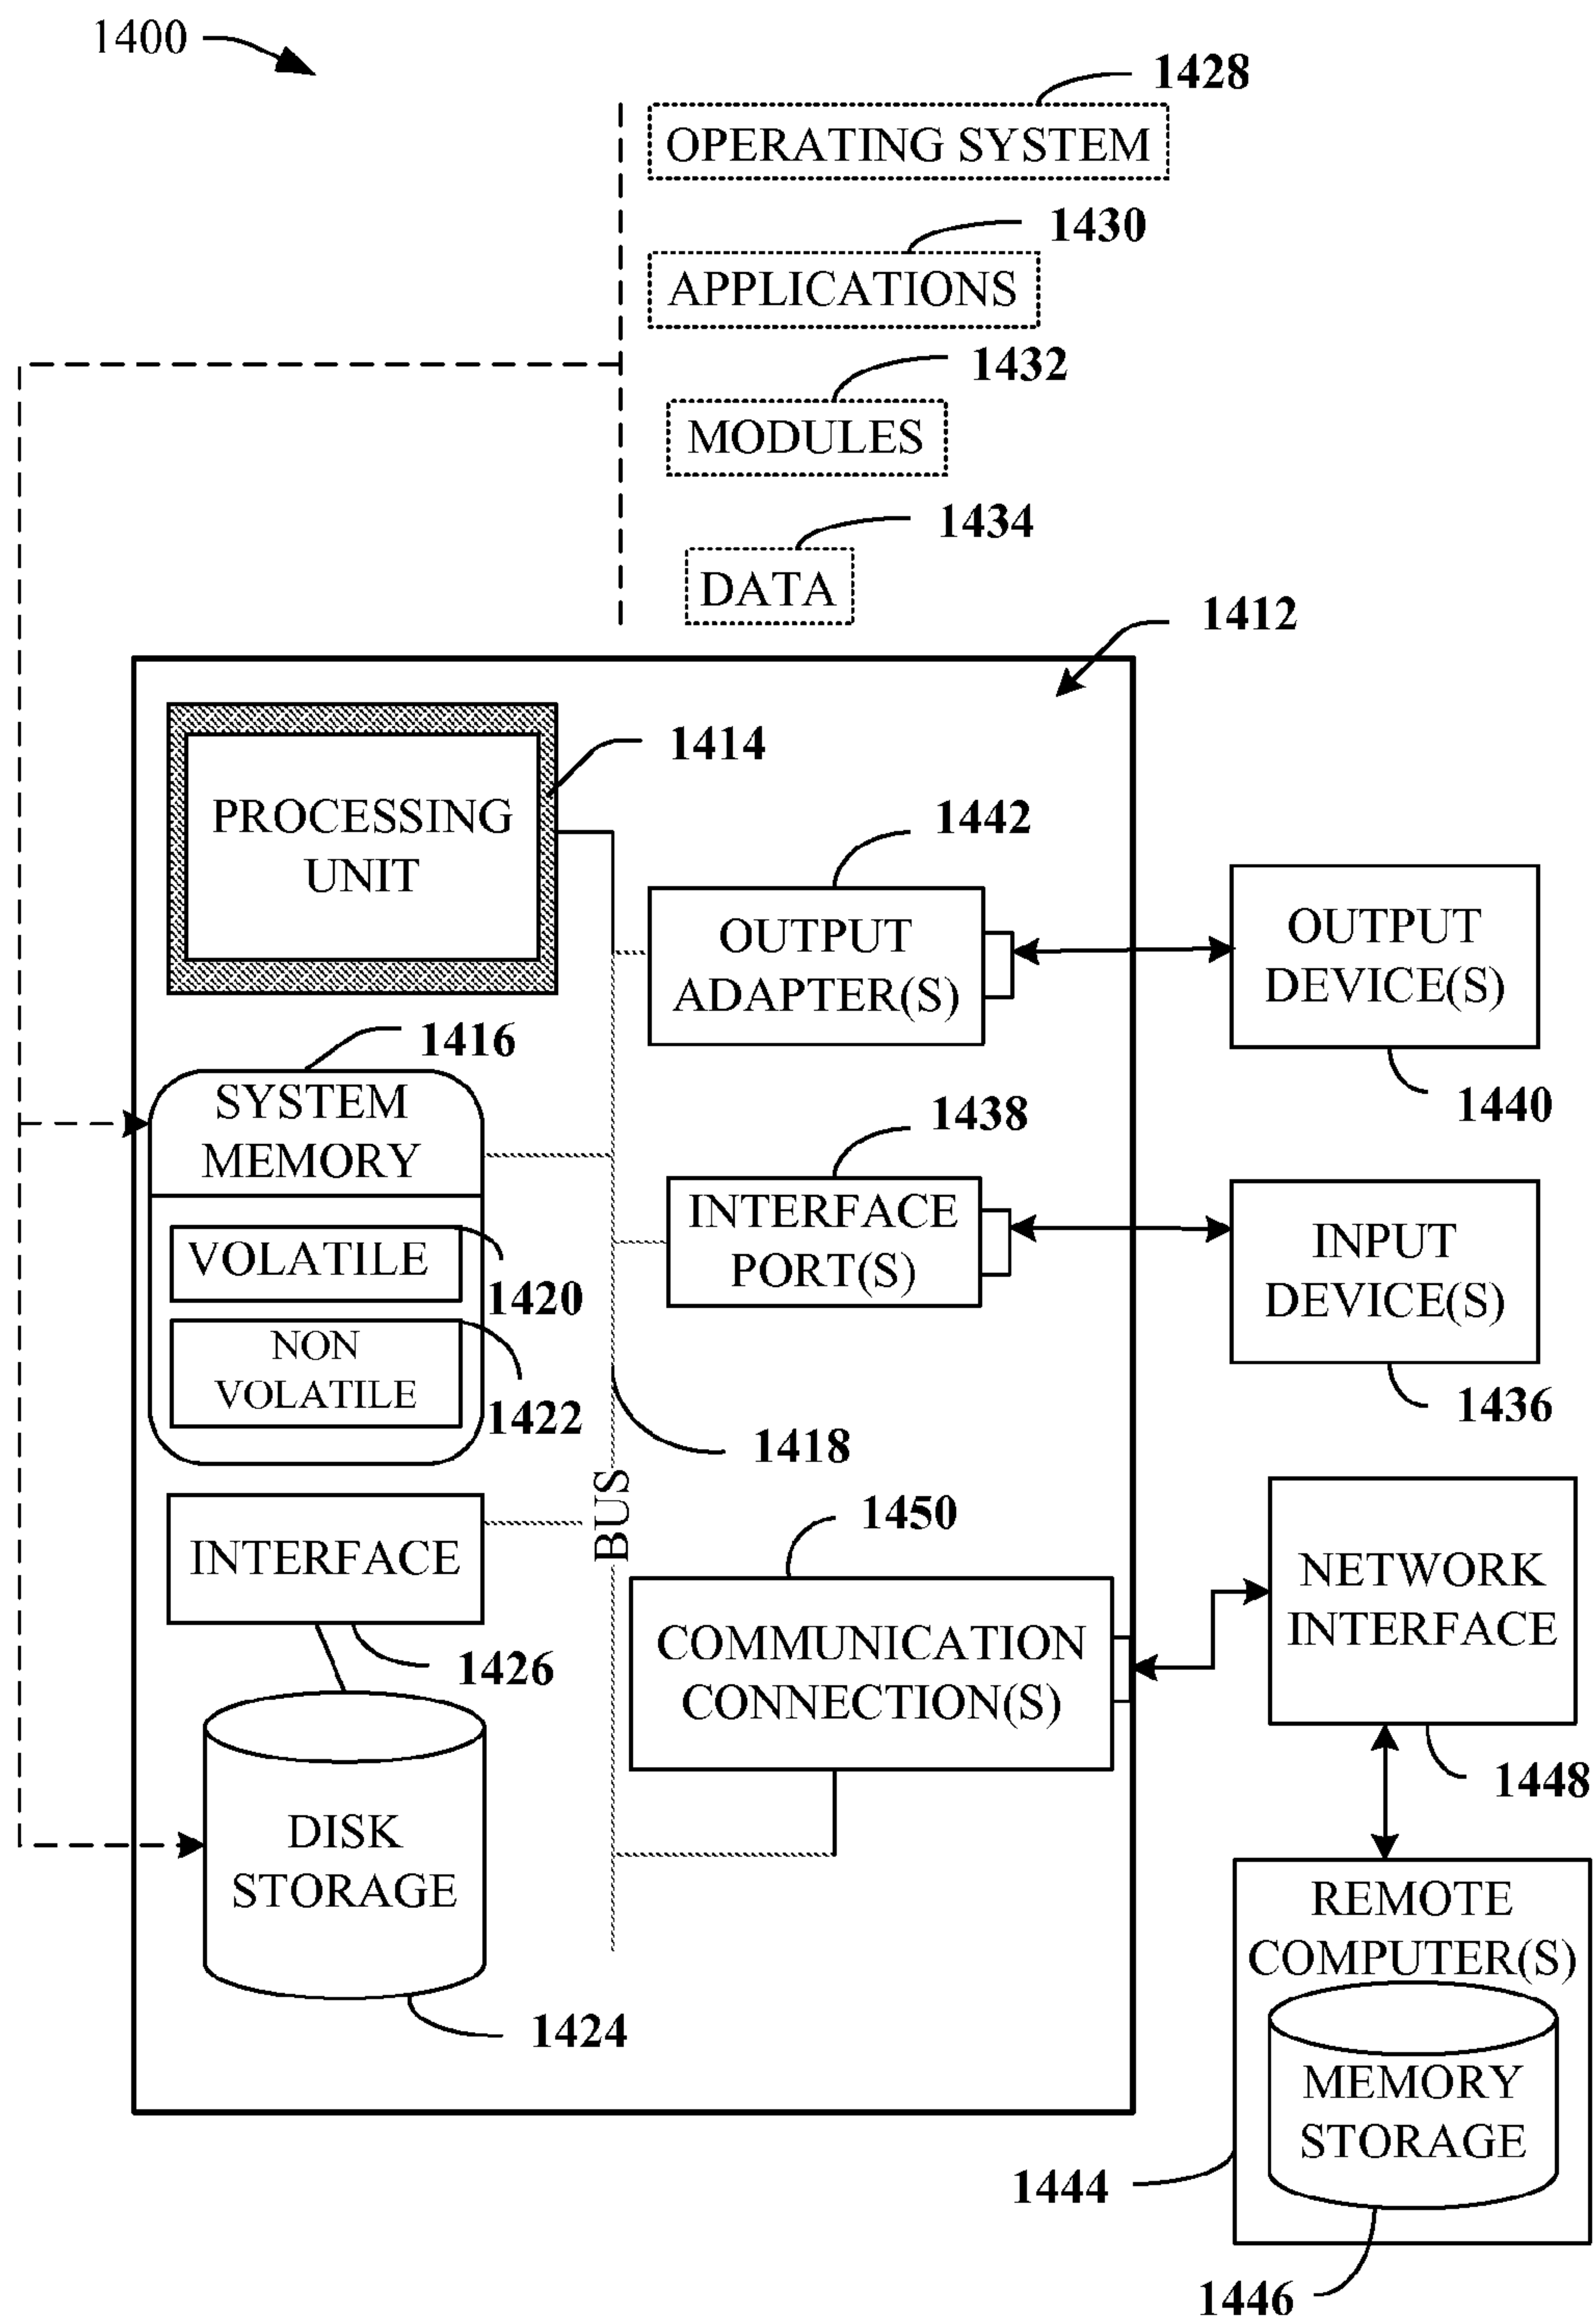 1400
1428
OPERATING SYSTEM
1430
APPLICATIONS
1432
MODULES
1434
DATA
1412
1414
PROCESSING
UNIT
1442
OUTPUT
ADAPTER(S)
OUTPUT
DEVICE(S)
1440
1416
SYSTEM
MEMORY
1438
INTERFACE
PORT(S)
INPUT
DEVICE(S)
1436
VOLATILE
1420
NON
VOLATILE
1422
1418
BUS
1450
INTERFACE
1426
COMMUNICATION
CONNECTION(S)
NETWORK
INTERFACE
1448
DISK
STORAGE
1424
REMOTE
COMPUTER(S)
MEMORY
STORAGE
1444
1446